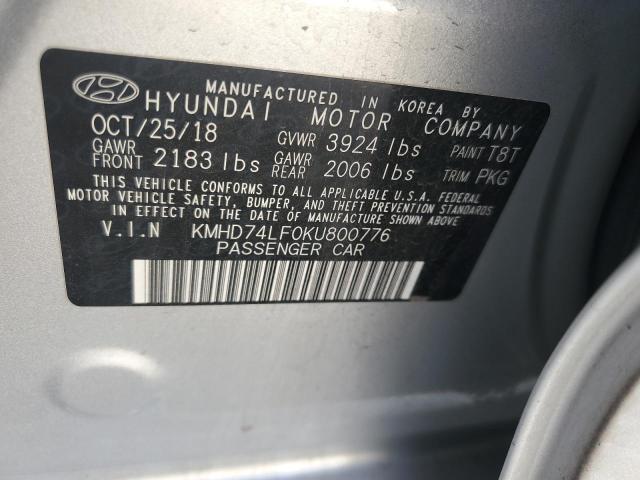 MANUFACTURED IN KOREA BY
HYUNDAI MOTOR COMPANY
OCT/25/18 GVWR 3924 lbs PAINT T8T
GAWR FRONT 2183 lbs GAWR REAR 2006 lbs TRIM PKG
THIS VEHICLE CONFORMS TO ALL APPLICABLE U.S.A. FEDERAL
MOTOR VEHICLE SAFETY, BUMPER, AND THEFT PREVENTION STANDARDS
IN EFFECT ON THE DATE OF MANUFACTURE SHOWN ABOVE
V.I.N KMHD74LF0KU800776
PASSENGER CAR